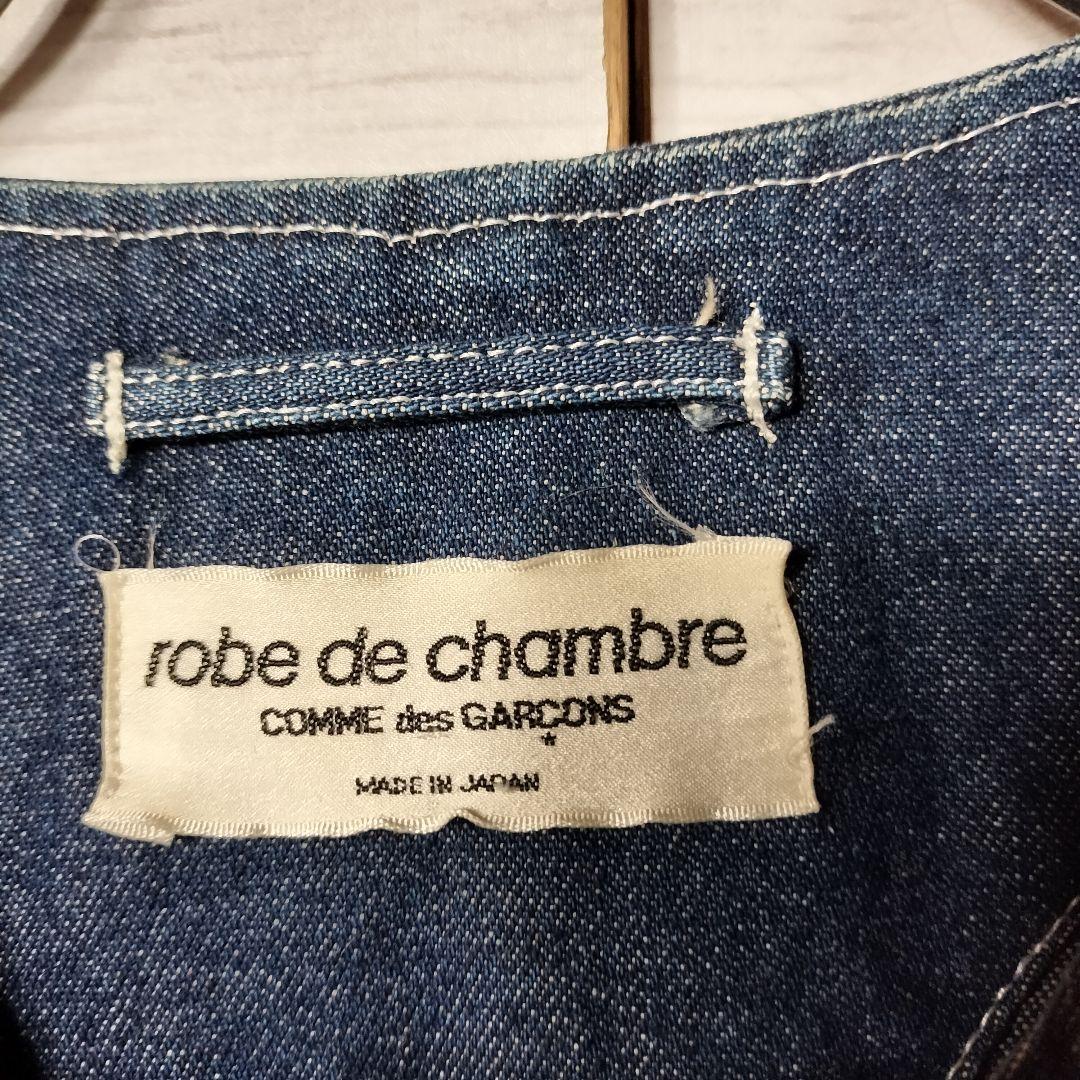 robe de chambre
COMME des GARÇONS
*
MADE IN JAPAN